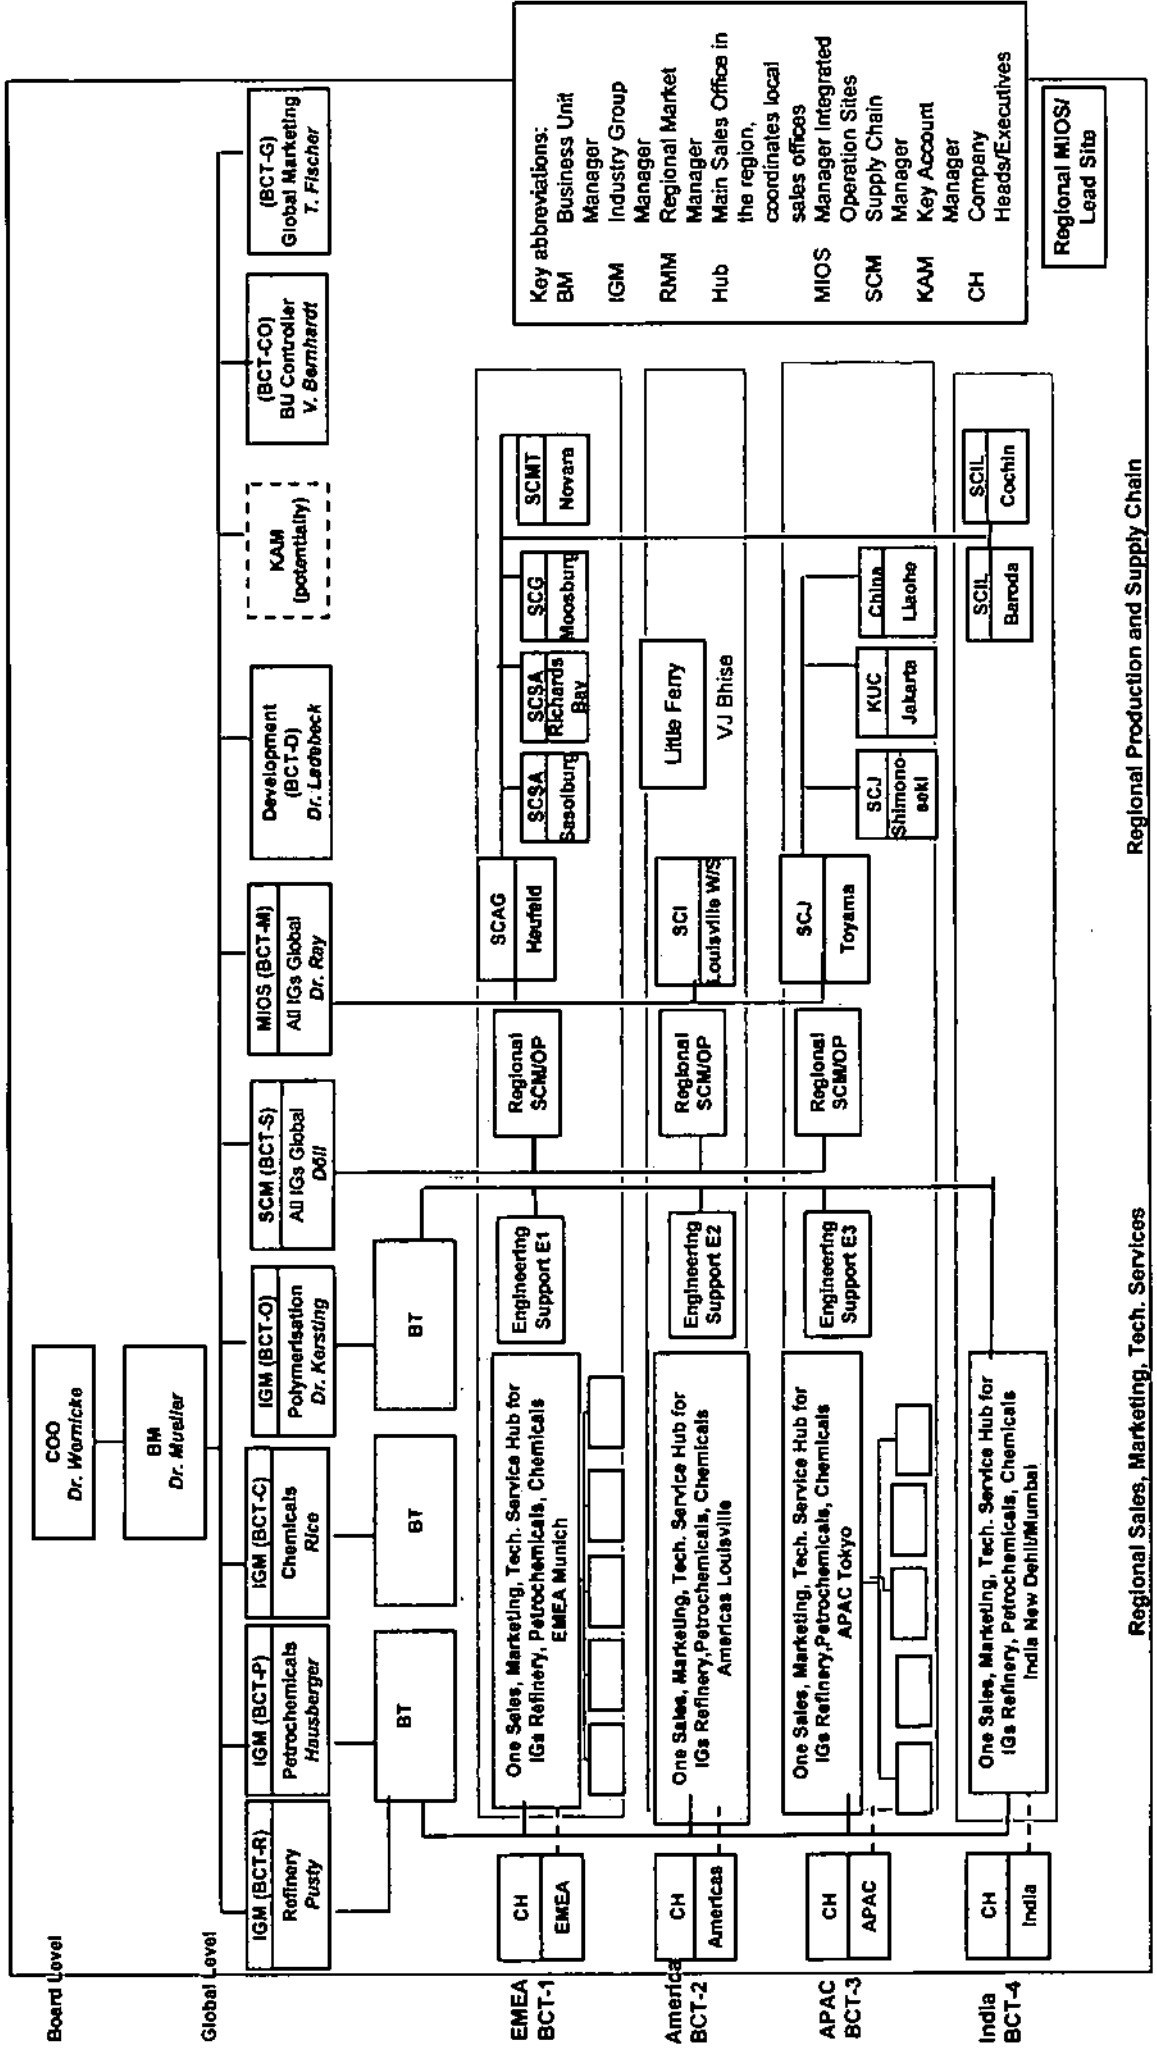 Board Level
COO
Dr. Wornicke
BM
Dr. Mueller
Global Level
IGM (BCT-R)
Refinery
Pusty
IGM (BCT-P)
Petrochemicals
Hausberger
IGM (BCT-C)
Chemicals
Rice
IGM (BCT-O)
Polymerisation
Dr. Kersting
SCM (BCT-S)
All IGs Global
Döll
MIOS (BCT-M)
All IGs Global
Dr. Ray
Development
(BCT-D)
Dr. Ladebeck
KAM
(potentially)
(BCT-CO)
BU Controller
V. Bernhardt
(BCT-G)
Global Marketing
T. Fischer
BT
BT
BT
EMEA
BCT-1
CH
EMEA
One Sales, Marketing, Tech. Service Hub for
IGs Refinery, Petrochemicals, Chemicals
EMEA Munich
Engineering
Support E1
Regional
SCM/OP
SCAG
Heufeld
SCSA
Sasolburg
SCSA
Richards
Bay
SCG
Moosburg
SCMT
Novara
America
BCT-2
CH
Americas
One Sales, Marketing, Tech. Service Hub for
IGs Refinery,Petrochemicals, Chemicals
Americas Louisville
Engineering
Support E2
Regional
SCM/OP
SCI
Louisville W/S
Little Ferry
VJ Bhise
APAC
BCT-3
CH
APAC
One Sales, Marketing, Tech. Service Hub for
IGs Refinery,Petrochemicals, Chemicals
APAC Tokyo
Engineering
Support E3
Regional
SCM/OP
SCJ
Toyama
SCJ
Shimono-
seki
KUC
Jakarta
China
Liaohe
India
BCT-4
CH
India
One Sales, Marketing, Tech. Service Hub for
IGs Refinery, Petrochemicals, Chemicals
India New Dehli/Mumbai
SCIL
Baroda
SCIL
Cochin
Key abbreviations:
BM Business Unit
Manager
IGM Industry Group
Manager
RMM Regional Market
Manager
Hub Main Sales Office in
the region,
coordinates local
sales offices
MIOS Manager Integrated
Operation Sites
SCM Supply Chain
Manager
KAM Key Account
Manager
CH Company
Heads/Executives
Regional MIOS/
Lead Site
Regional Sales, Marketing, Tech. Services
Regional Production and Supply Chain